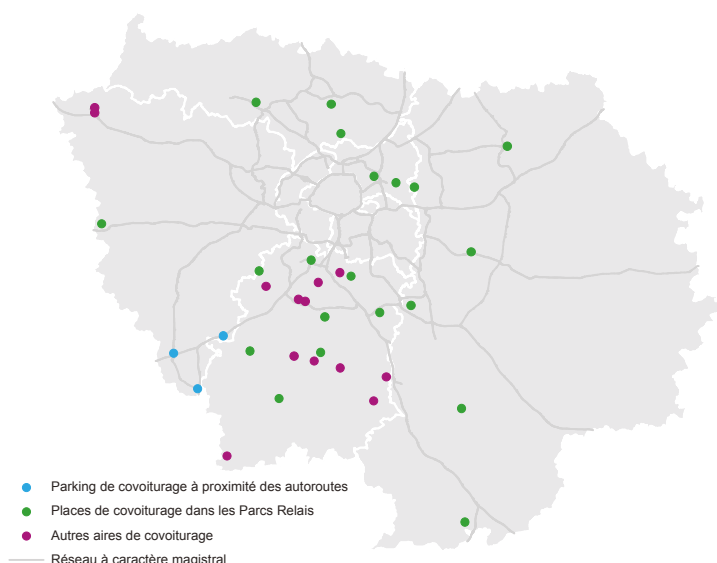 Parking de covoiturage à proximité des autoroutes
Places de covoiturage dans les Parcs Relais
Autres aires de covoiturage
Réseau à caractère magistral